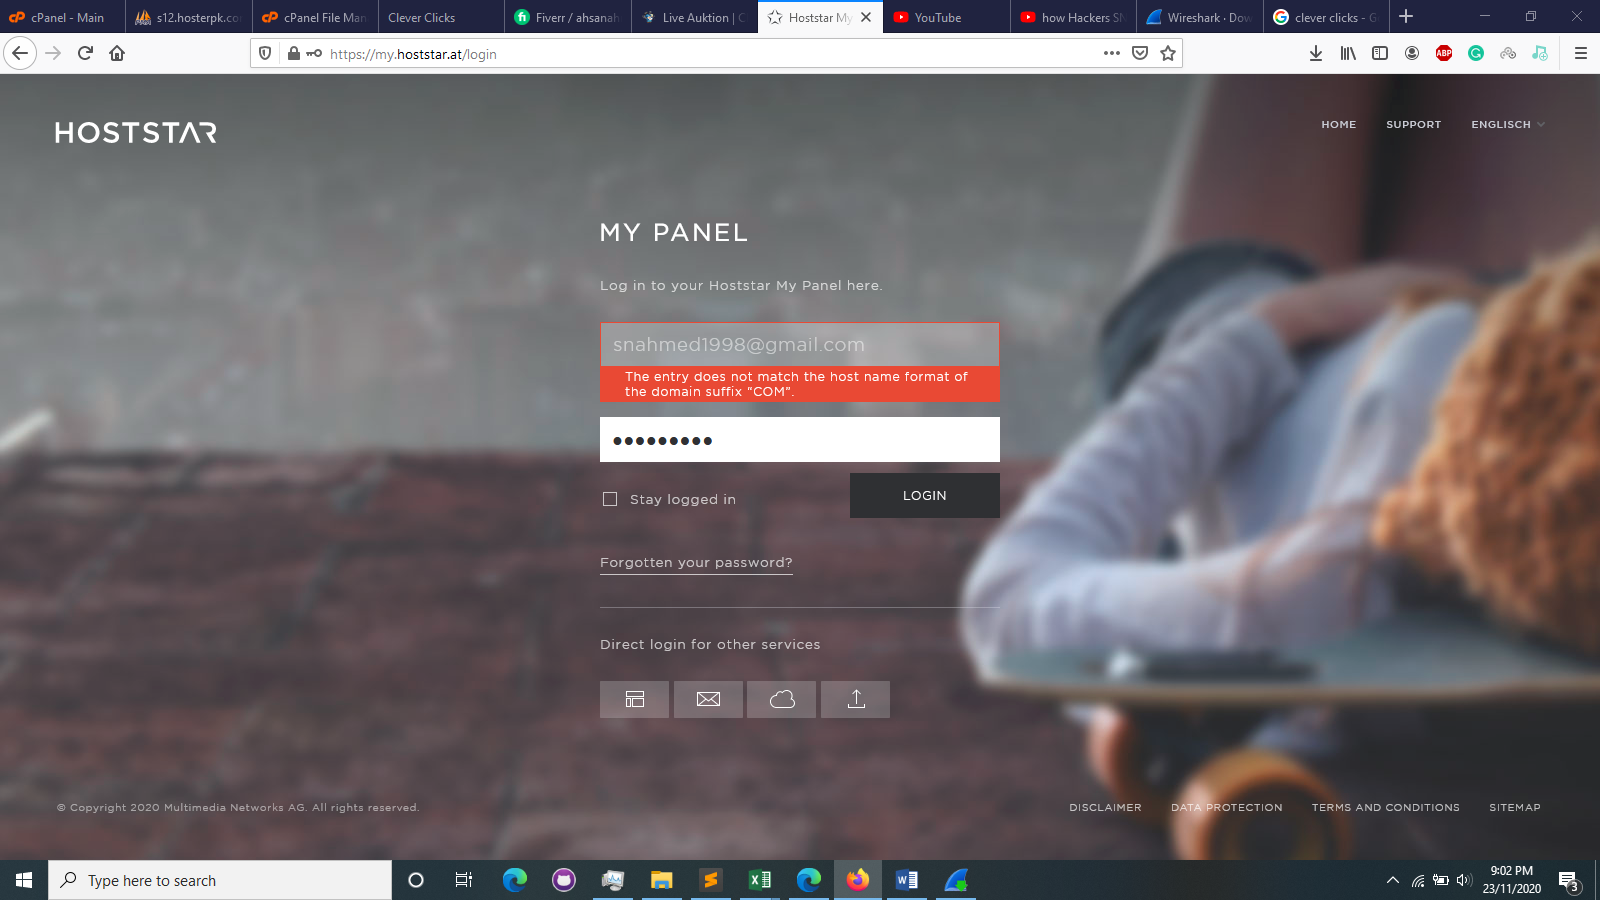 cPanel - Main
s12.hosterpk.co
cPanel File Man
Clever Clicks
Fiverr / ahsanah
Live Auktion | C
Hoststar My
YouTube
how Hackers SN
Wireshark · Dow
clever clicks - G
https://my.hoststar.at/login
ABP
HOSTSTAR
HOME
SUPPORT
ENGLISCH
MY PANEL
Log in to your Hoststar My Panel here.
snahmed1998@gmail.com
The entry does not match the host name format of
the domain suffix “COM”.
Stay logged in
LOGIN
Forgotten your password?
Direct login for other services
© Copyright 2020 Multimedia Networks AG. All rights reserved.
DISCLAIMER
DATA PROTECTION
TERMS AND CONDITIONS
SITEMAP
Type here to search
9:02 PM
23/11/2020
3